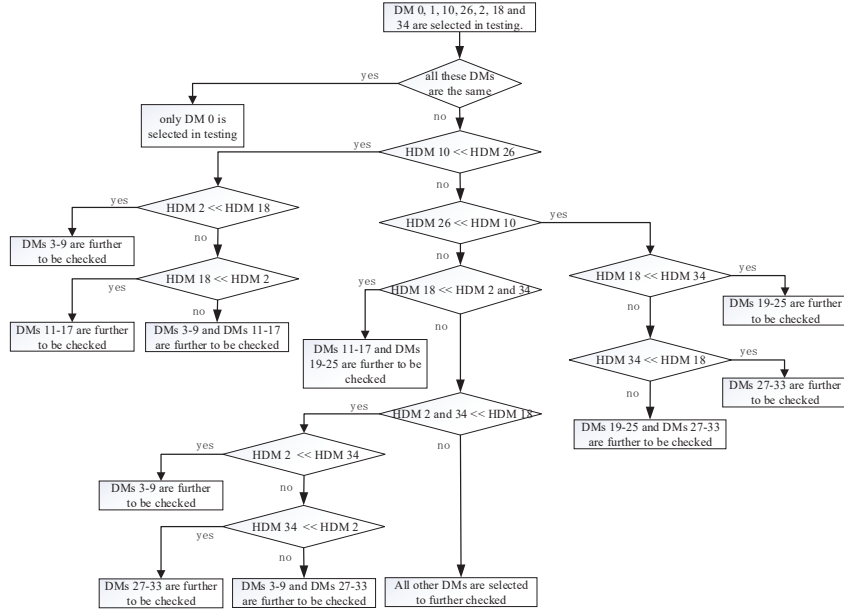 DM 0, 1, 10, 26, 2, 18 and
34 are selected in testing.
yes
all these DMs
are the same
only DM 0 is
selected in testing
no
yes
HDM 10 << HDM 26
no
yes
HDM 2 << HDM 18
HDM 26 << HDM 10
yes
DMs 3-9 are further
to be checked
no
no
yes
HDM 18 << HDM 2
yes
HDM 18 << HDM 2 and 34
HDM 18 << HDM 34
yes
DMs 19-25 are further
to be checked
no
no
no
DMs 11-17 are further
to be checked
DMs 3-9 and DMs 11-17
are further to be checked
DMs 11-17 and DMs
19-25 are further to be
checked
HDM 34 << HDM 18
yes
DMs 27-33 are further
to be checked
no
yes
HDM 2 and 34 << HDM 18
DMs 19-25 and DMs 27-33
are further to be checked
no
yes
HDM 2 << HDM 34
DMs 3-9 are further
to be checked
no
yes
HDM 34 << HDM 2
no
DMs 27-33 are further
to be checked
DMs 3-9 and DMs 27-33
are further to be checked
All other DMs are selected
to further checked